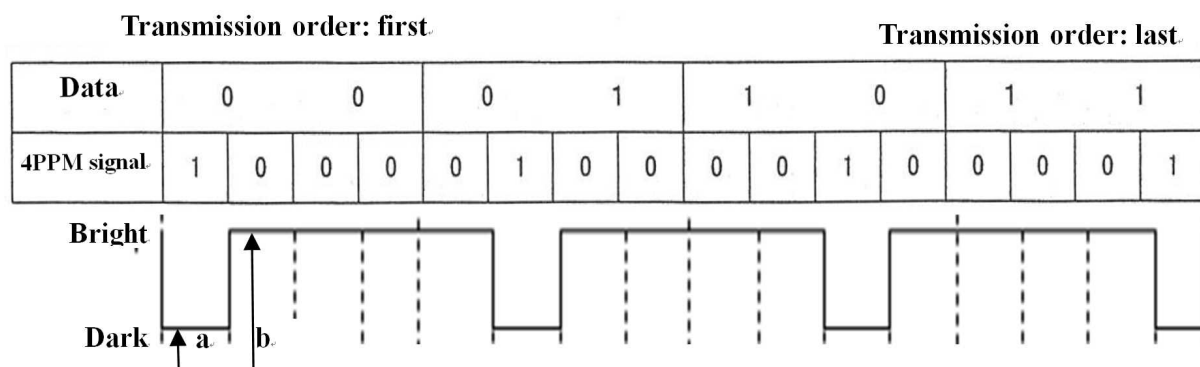 Transmission order: first
Transmission order: last
Data 0 0 0 1 1 0 1 1
4PPM signal 1 0 0 0 0 1 0 0 0 0 1 0 0 0 0 1
Bright
Dark a b